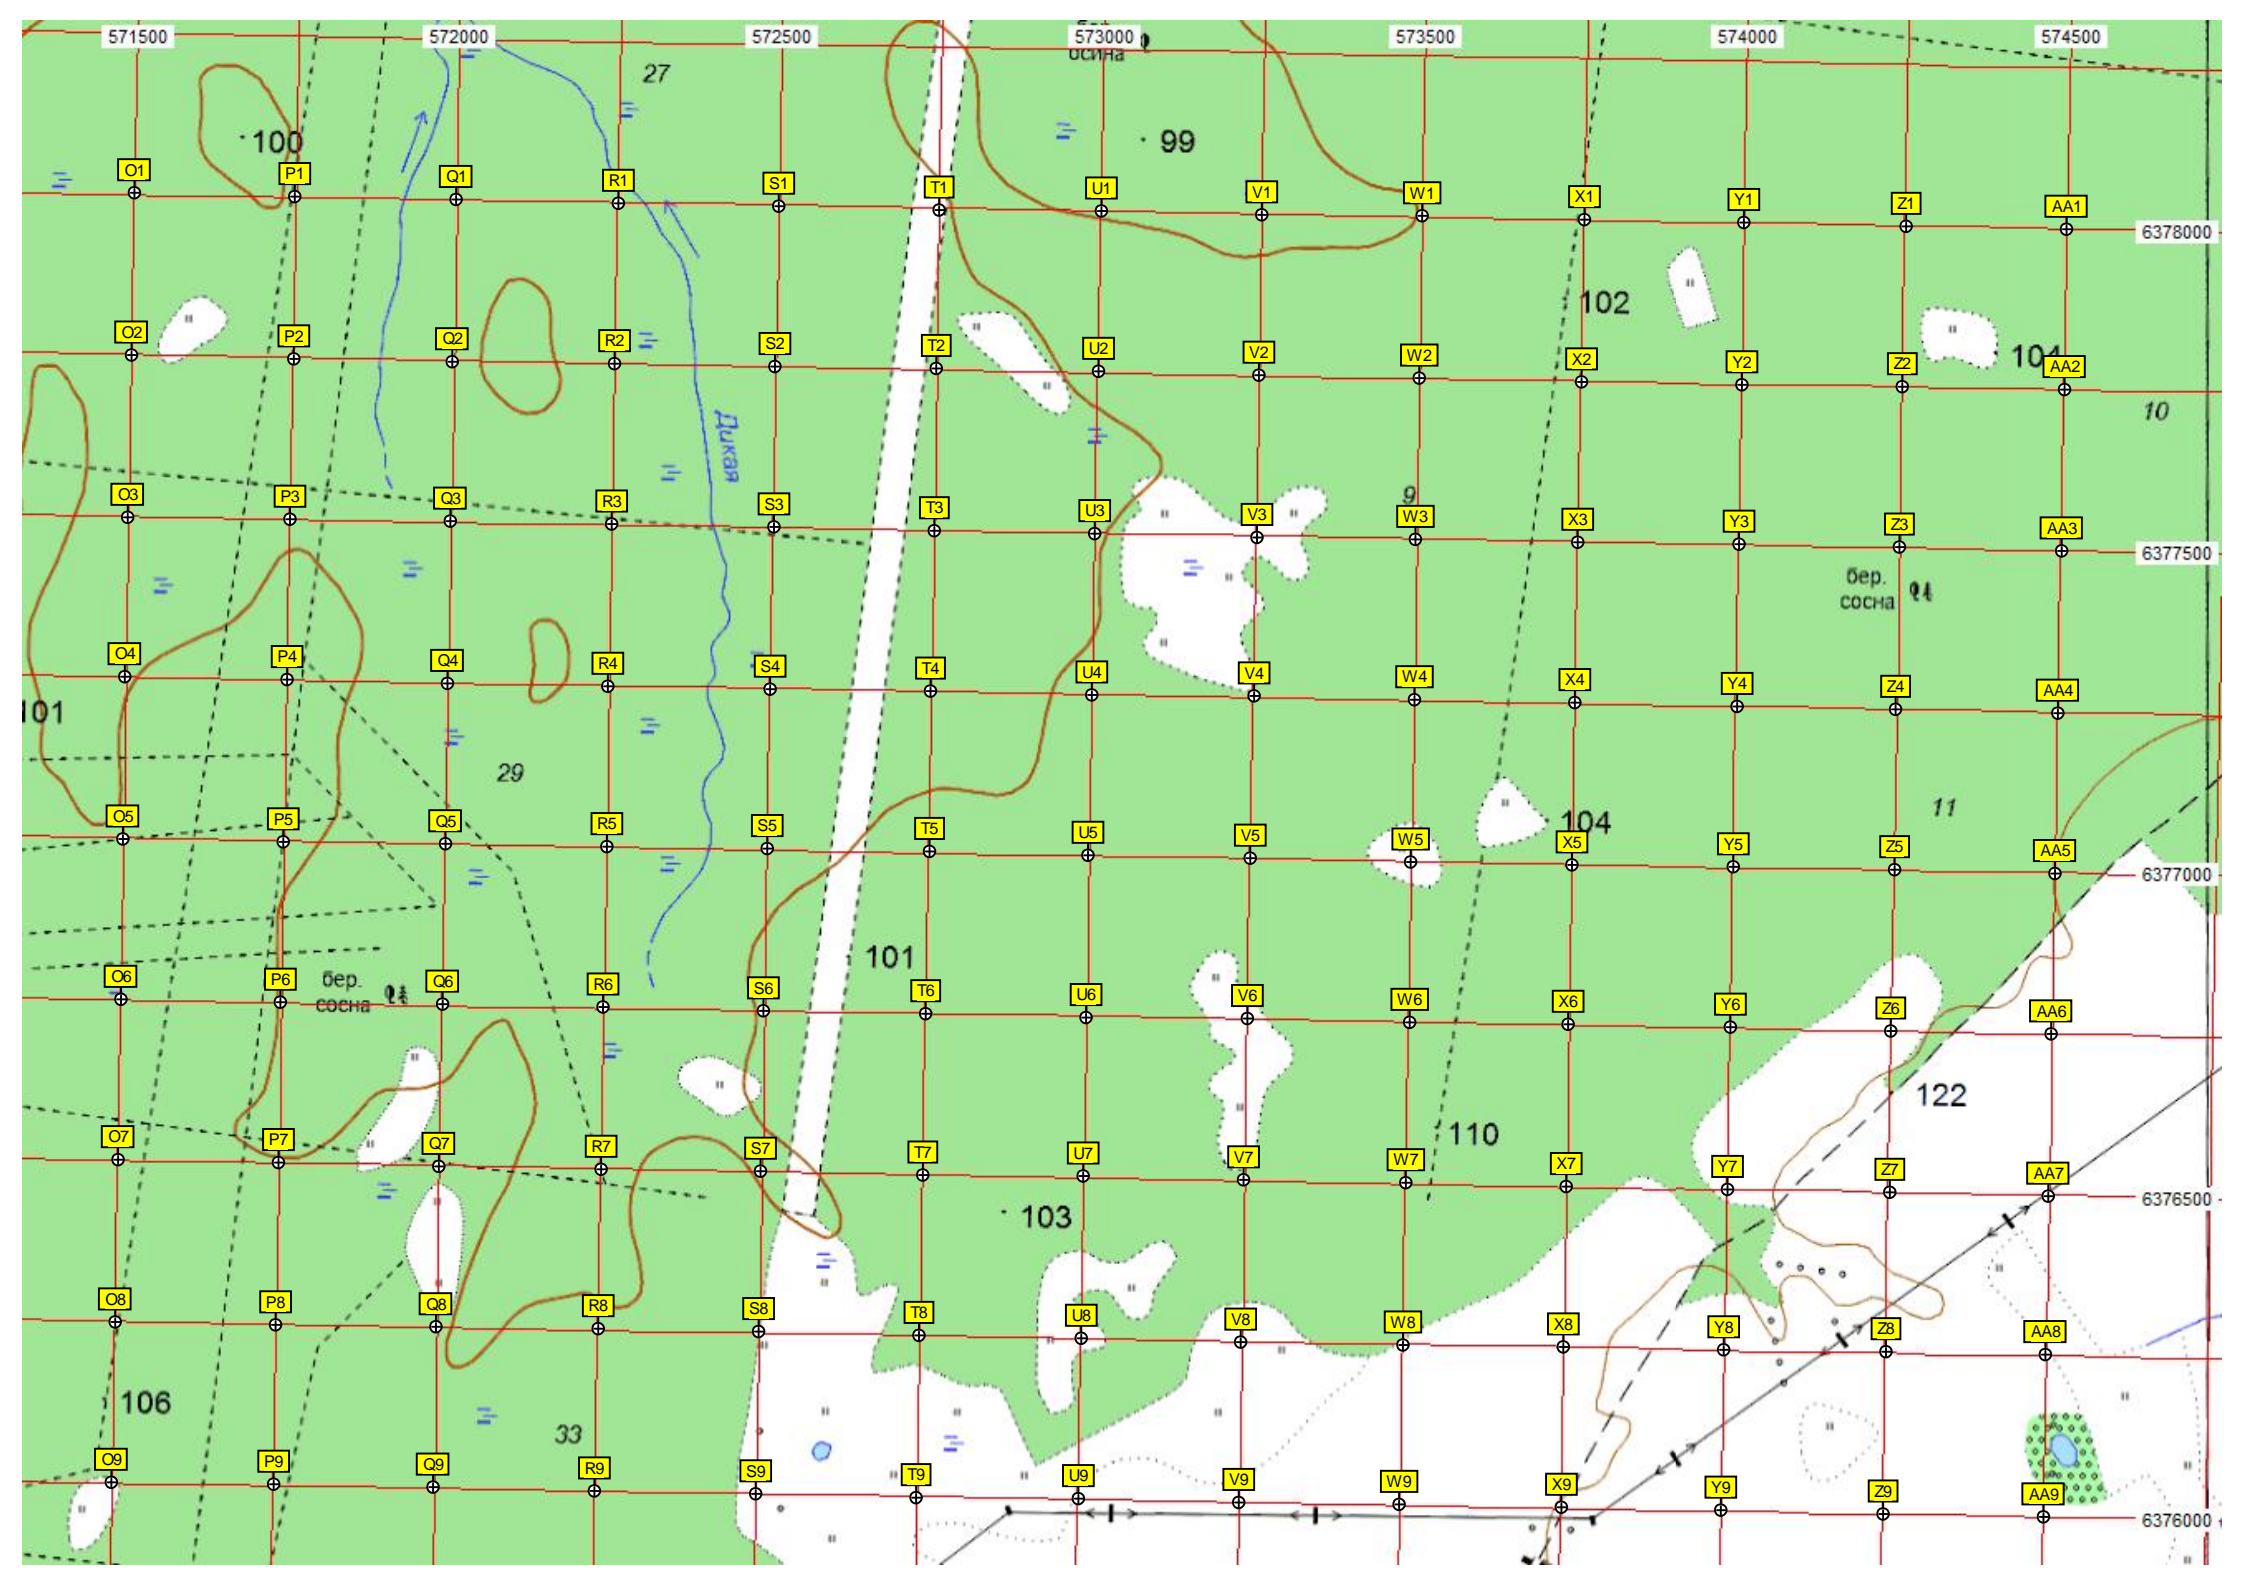 571500 572000 572500 573000 573500 574000 574500
осина
27
100
99
O1 P1 Q1 R1 S1 T1 U1 V1 W1 X1 Y1 Z1 AA1
6378000
102
O2 P2 Q2 R2 S2 T2 U2 V2 W2 X2 Y2 Z2 AA2
104
10
Дикая
9
O3 P3 Q3 R3 S3 T3 U3 V3 W3 X3 Y3 Z3 AA3
6377500
бер.
сосна
O4 P4 Q4 R4 S4 T4 U4 V4 W4 X4 Y4 Z4 AA4
101
29
11
104
O5 P5 Q5 R5 S5 T5 U5 V5 W5 X5 Y5 Z5 AA5
6377000
101
O6 P6 Q6 R6 S6 T6 U6 V6 W6 X6 Y6 Z6 AA6
бер.
сосна
122
110
O7 P7 Q7 R7 S7 T7 U7 V7 W7 X7 Y7 Z7 AA7
6376500
103
O8 P8 Q8 R8 S8 T8 U8 V8 W8 X8 Y8 Z8 AA8
106
33
O9 P9 Q9 R9 S9 T9 U9 V9 W9 X9 Y9 Z9 AA9
6376000